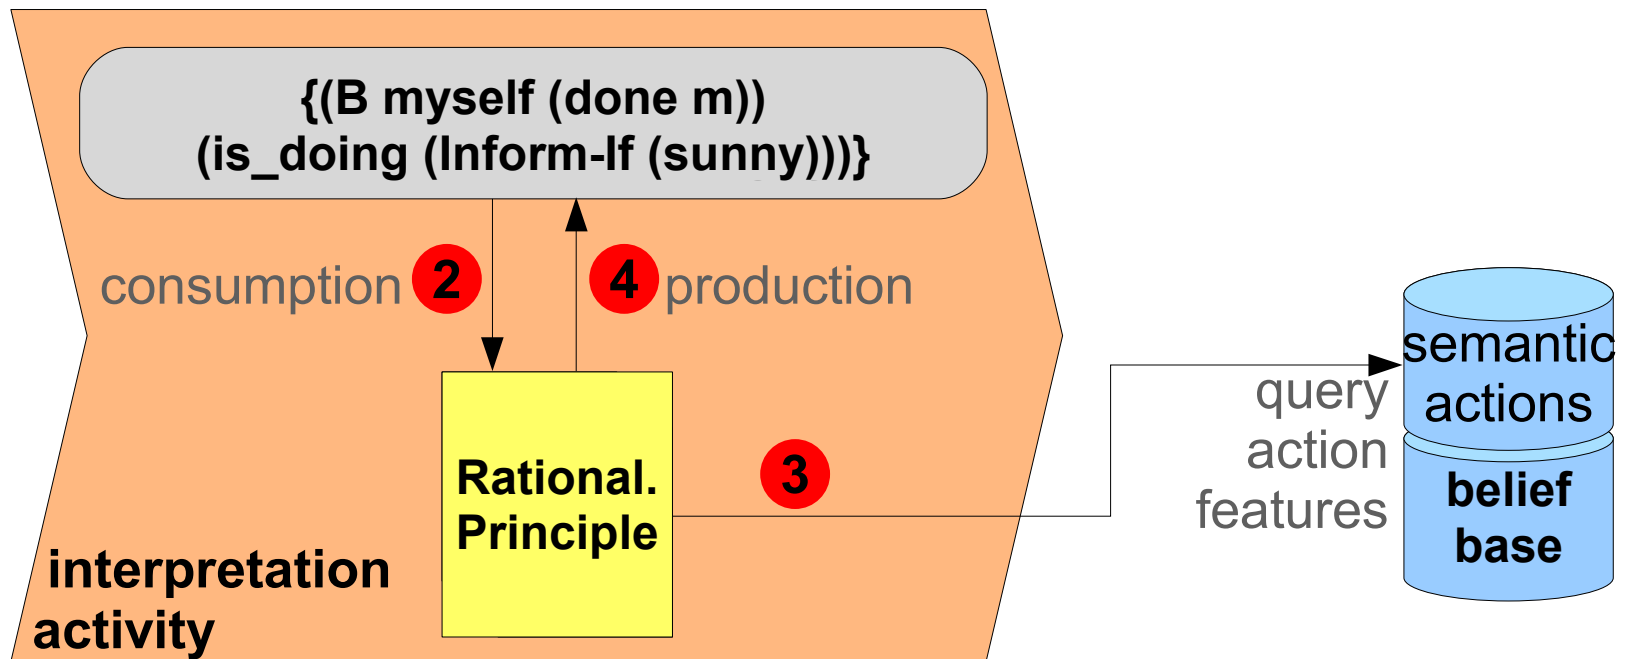 {(B myself (done m))
(is_doing (Inform-If (sunny)))}
consumption 2
4 production
Rational.
Principle
3
query
action
features
semantic
actions
belief
base
interpretation
activity